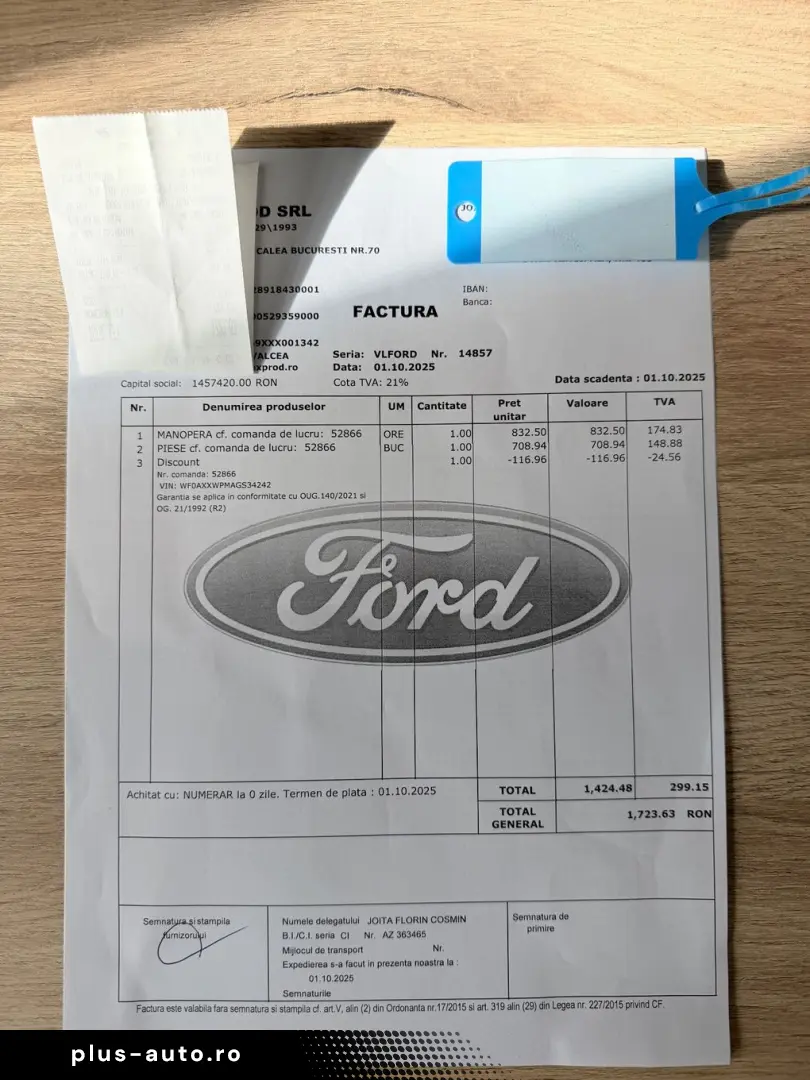 OD SRL
29\1993
CALEA BUCURESTI NR.70
JO.
28918430001
IBAN:
Banca:
00529359000
FACTURA
9XXX001342
VALCEA
Seria: VLFORD Nr. 14857
xprod.ro
Data: 01.10.2025
Capital social: 1457420.00 RON
Cota TVA: 21%
Data scadenta : 01.10.2025
Nr. Denumirea produselor UM Cantitate Pret unitar Valoare TVA
1 MANOPERA cf. comanda de lucru: 52866 ORE 1.00 832.50 832.50 174.83
2 PIESE cf. comanda de lucru: 52866 BUC 1.00 708.94 708.94 148.88
3 Discount 1.00 -116.96 -116.96 -24.56
Nr. comanda: 52866
VIN: WF0AXXWPMAGS34242
Garantia se aplica in conformitate cu OUG.140/2021 si
OG. 21/1992 (R2)
Ford
Achitat cu: NUMERAR la 0 zile. Termen de plata : 01.10.2025
TOTAL 1,424.48 299.15
TOTAL GENERAL 1,723.63 RON
Semnatura si stampila
furnizorului
Numele delegatului JOITA FLORIN COSMIN
B.I./C.I. seria CI Nr. AZ 363465
Mijlocul de transport Nr.
Expedierea s-a facut in prezenta noastra la :
01.10.2025
Semnaturile
Semnatura de
primire
Factura este valabila fara semnatura si stampila cf. art.V, alin (2) din Ordonanta nr.17/2015 si art. 319 alin (29) din Legea nr. 227/2015 privind CF.
plus-auto.ro